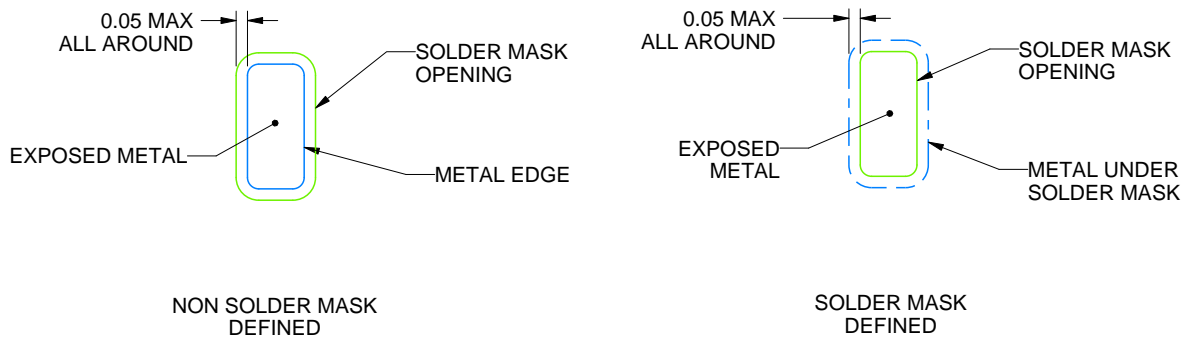 0.05 MAX
ALL AROUND
SOLDER MASK
OPENING
EXPOSED METAL
METAL EDGE
NON SOLDER MASK
DEFINED
0.05 MAX
ALL AROUND
SOLDER MASK
OPENING
EXPOSED
METAL
METAL UNDER
SOLDER MASK
SOLDER MASK
DEFINED